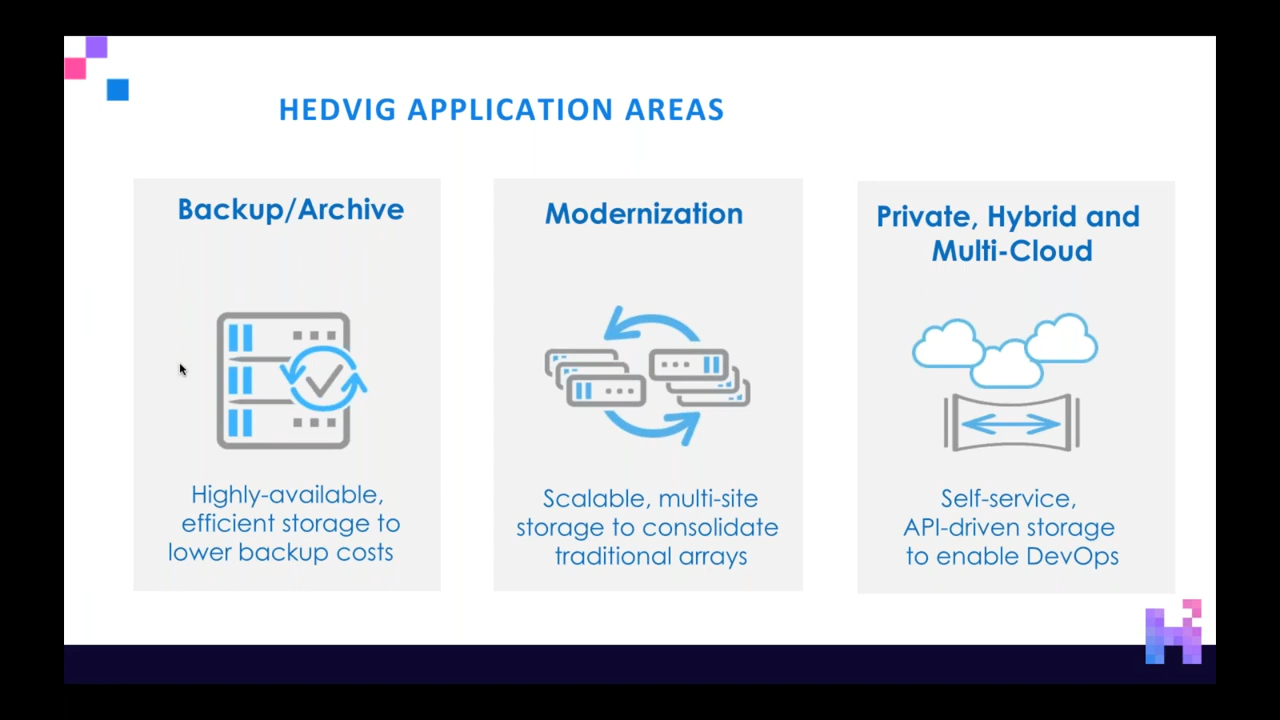 HEDVIG APPLICATION AREAS
Backup/Archive
Highly-available,
efficient storage to
lower backup costs
Modernization
Scalable, multi-site
storage to consolidate
traditional arrays
Private, Hybrid and
Multi-Cloud
Self-service,
API-driven storage
to enable DevOps